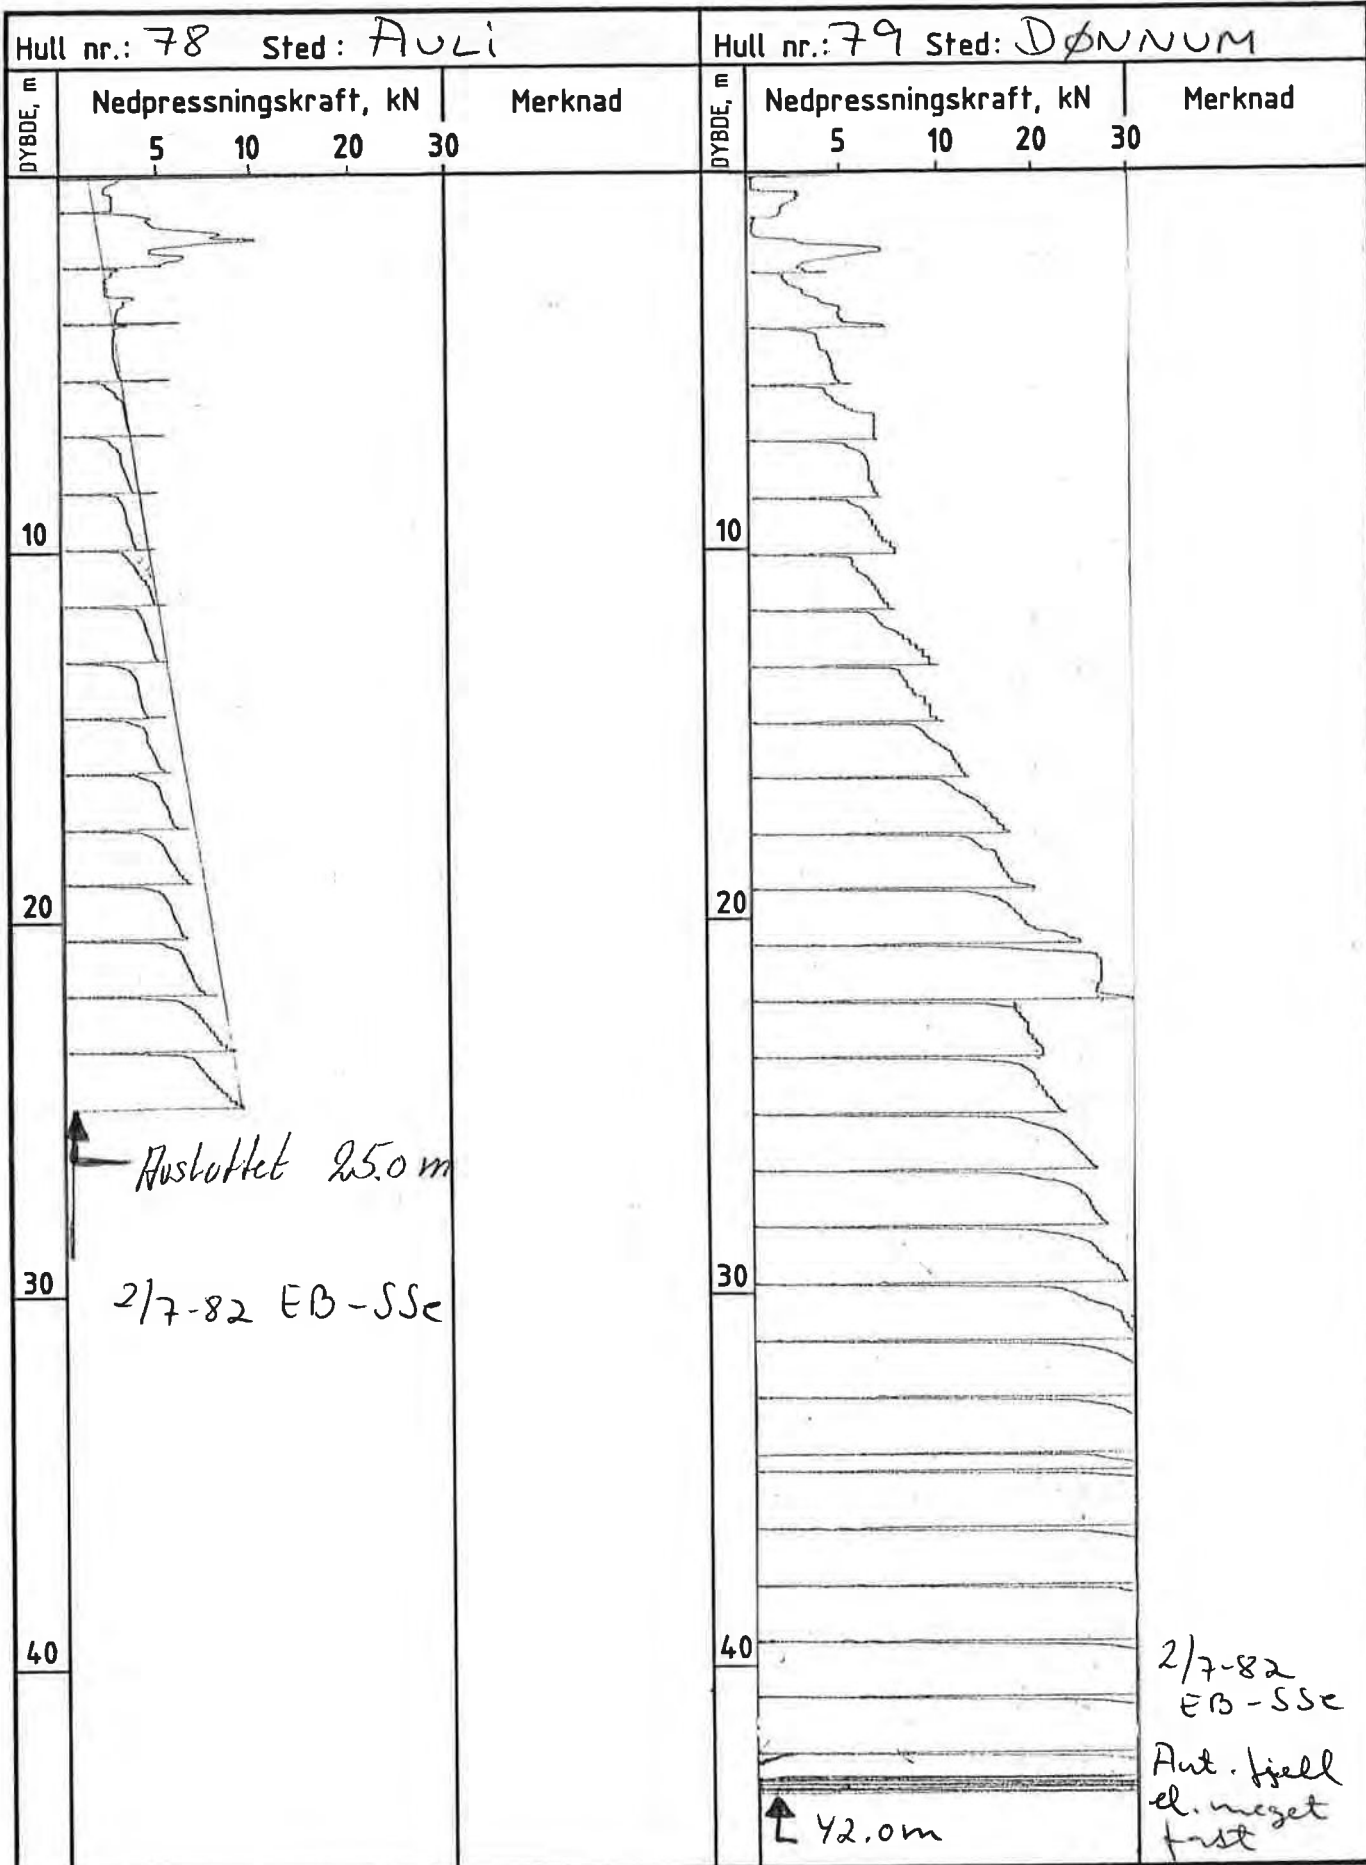 Hull nr.: 78 Sted: AULi
DYBDE, m
Nedpressningskraft, kN
Merknad
5 10 20 30
10
20
30
40
Avsluttet 25.0 m
2/7-82 EB-SSe
Hull nr.: 79 Sted: DØNNUM
DYBDE, m
Nedpressningskraft, kN
Merknad
5 10 20 30
10
20
30
40
42.0m
2/7-82
EB-SSe
Ant. fjell
el. meget
fast